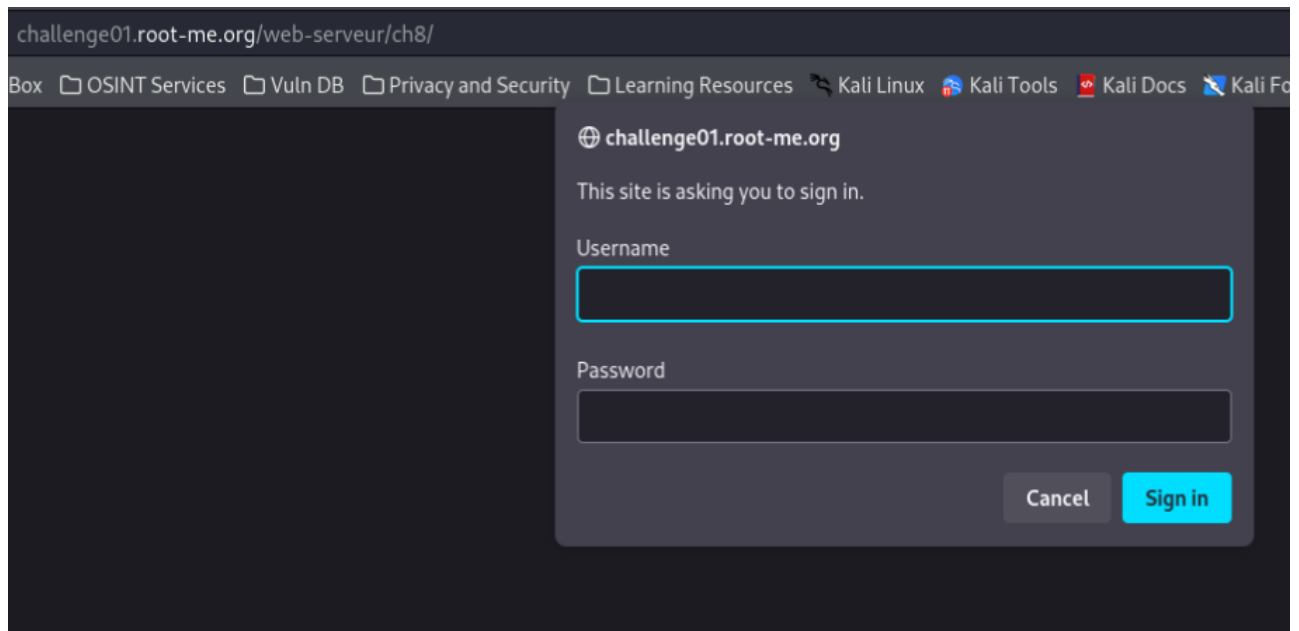 challenge01.root-me.org/web-serveur/ch8/
Box OSINT Services Vuln DB Privacy and Security Learning Resources Kali Linux Kali Tools Kali Docs Kali Fo
challenge01.root-me.org
This site is asking you to sign in.
Username
Password
Cancel Sign in